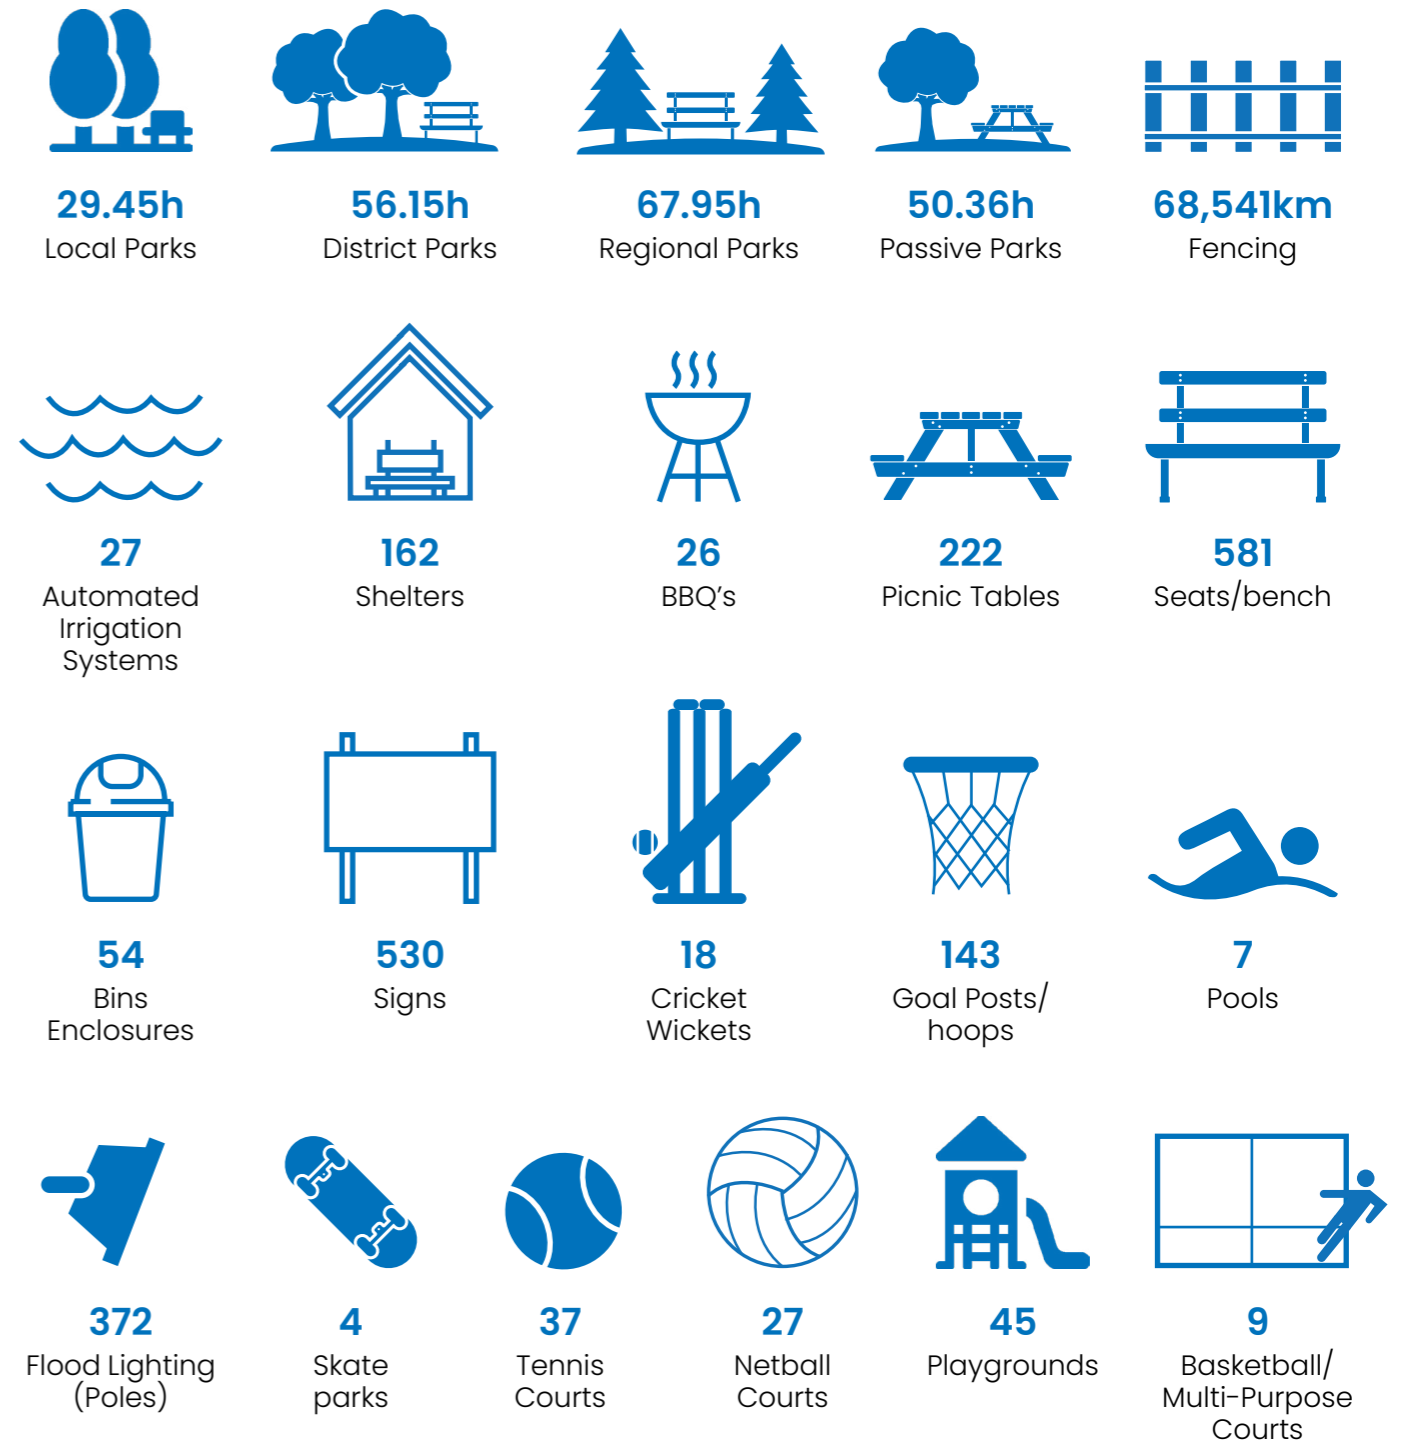 29.45h
Local Parks
56.15h
District Parks
67.95h
Regional Parks
50.36h
Passive Parks
68,541km
Fencing
27
Automated
Irrigation
Systems
162
Shelters
26
BBQ’s
222
Picnic Tables
581
Seats/bench
54
Bins
Enclosures
530
Signs
18
Cricket
Wickets
143
Goal Posts/
hoops
7
Pools
372
Flood Lighting
(Poles)
4
Skate
parks
37
Tennis
Courts
27
Netball
Courts
45
Playgrounds
9
Basketball/
Multi-Purpose
Courts